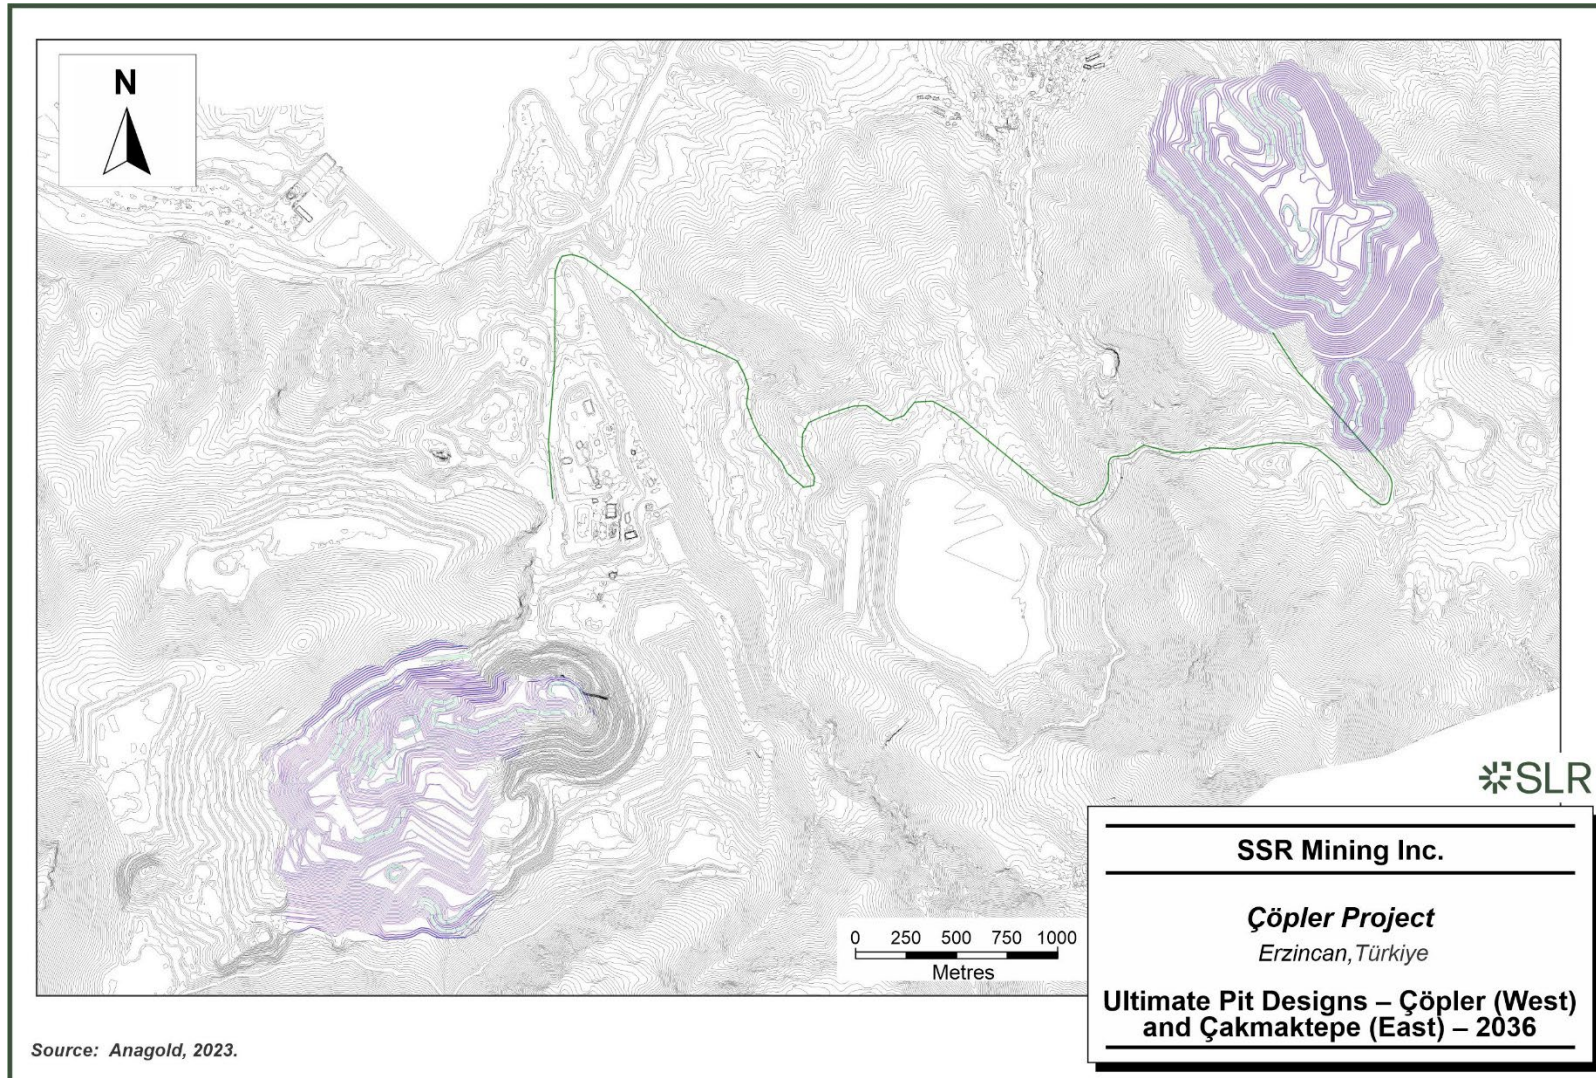 N
SLR
SSR Mining Inc.
Çöpler Project
Erzincan, Türkiye
0 250 500 750 1000
Metres
Ultimate Pit Designs – Çöpler (West)
and Çakmaktepe (East) – 2036
Source: Anagold, 2023.